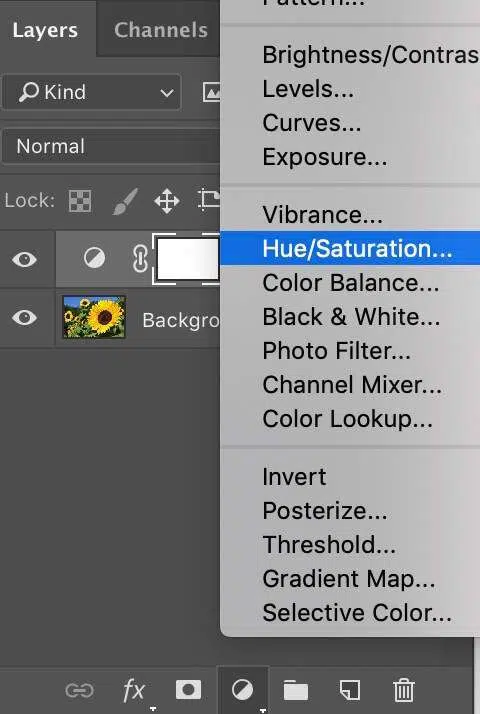 Pattern...
Layers
Channels
Brightness/Contras
Kind
Levels...
Curves...
Normal
Exposure...
Lock:
Vibrance...
Hue/Saturation...
Color Balance...
Backgro
Black & White...
Photo Filter...
Channel Mixer...
Color Lookup...
Invert
Posterize...
Threshold...
Gradient Map...
Selective Color...
fx